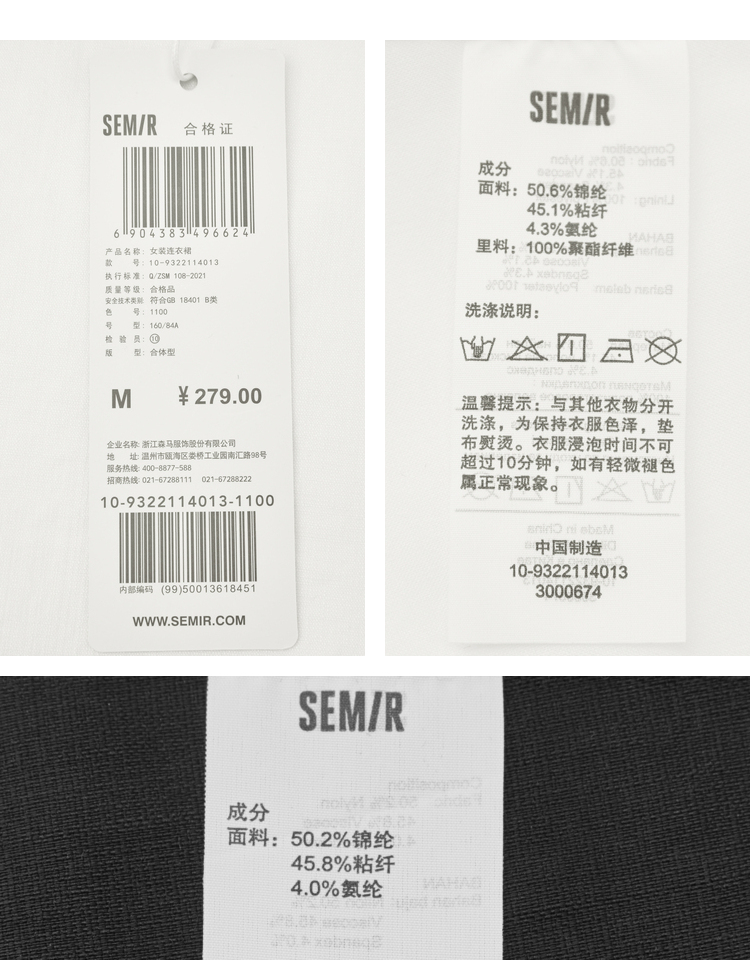 SEMIR 合格证
6 904383 496624
产品名称: 女装连衣裙
款 号: 10-9322114013
执行标准: Q/ZSM 108-2021
质量等级: 合格品
安全技术类别: 符合GB 18401 B类
色 号: 1100
号 型: 160/84A
检 验 员: 10
版 型: 合体型
M ¥279.00
企业名称: 浙江森马服饰股份有限公司
地 址: 温州市瓯海区娄桥工业园南汇路98号
服务热线: 400-8877-588
招商热线: 021-67288111 021-67288222
10-9322114013-1100
内部编码 (99)50013618451
WWW.SEMIR.COM
SEMIR
成分
面料: 50.6%锦纶
45.1%粘纤
4.3%氨纶
里料: 100%聚酯纤维
洗涤说明:
温馨提示: 与其他衣物分开
洗涤, 为保持衣服色泽, 垫
布熨烫。衣服浸泡时间不可
超过10分钟, 如有轻微褪色
属正常现象。
中国制造
10-9322114013
3000674
SEMIR
成分
面料: 50.2%锦纶
45.8%粘纤
4.0%氨纶